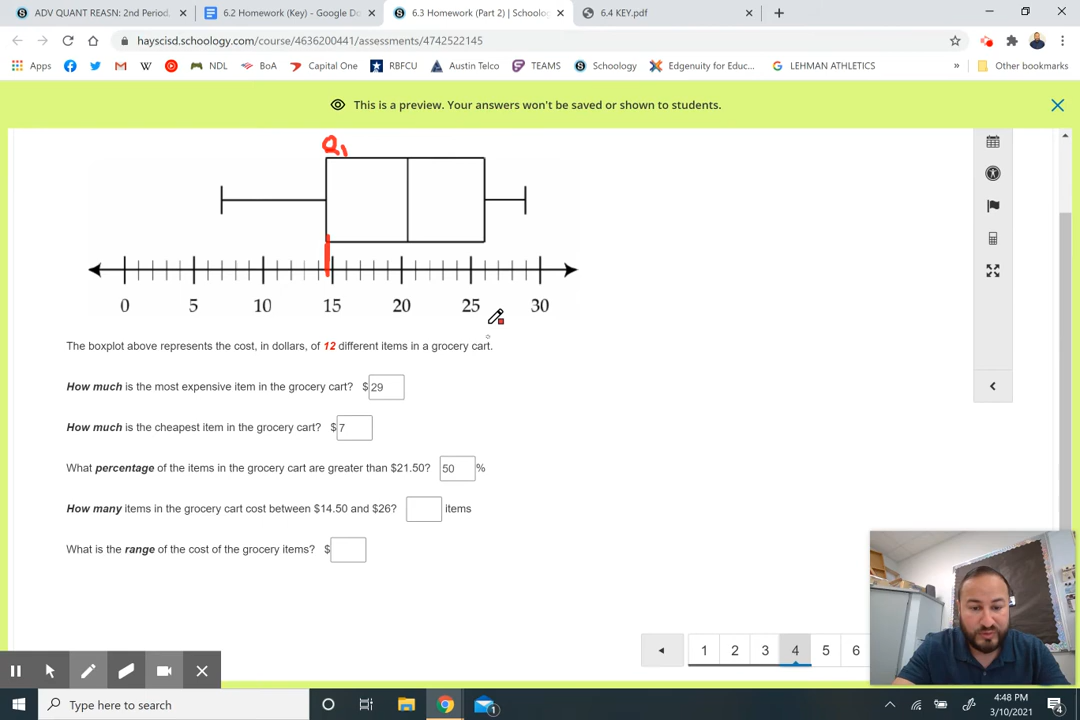 ADV QUANT REASN: 2nd Period,
6.2 Homework (Key) - Google Do
6.3 Homework (Part 2) | Schoolog
6.4 KEY.pdf
hayscisd.schoology.com/course/4636200441/assessments/4742522145
Apps
NDL
BoA
Capital One
RBFCU
Austin Telco
TEAMS
Schoology
Edgenuity for Educ...
LEHMAN ATHLETICS
»
Other bookmarks
This is a preview. Your answers won't be saved or shown to students.
Q1
0 5 10 15 20 25 30
The boxplot above represents the cost, in dollars, of 12 different items in a grocery cart.
How much is the most expensive item in the grocery cart? $ 29
How much is the cheapest item in the grocery cart? $ 7
What percentage of the items in the grocery cart are greater than $21.50? 50 %
How many items in the grocery cart cost between $14.50 and $26? items
What is the range of the cost of the grocery items? $
1 2 3 4 5 6
Type here to search
1
4:48 PM
3/10/2021
4